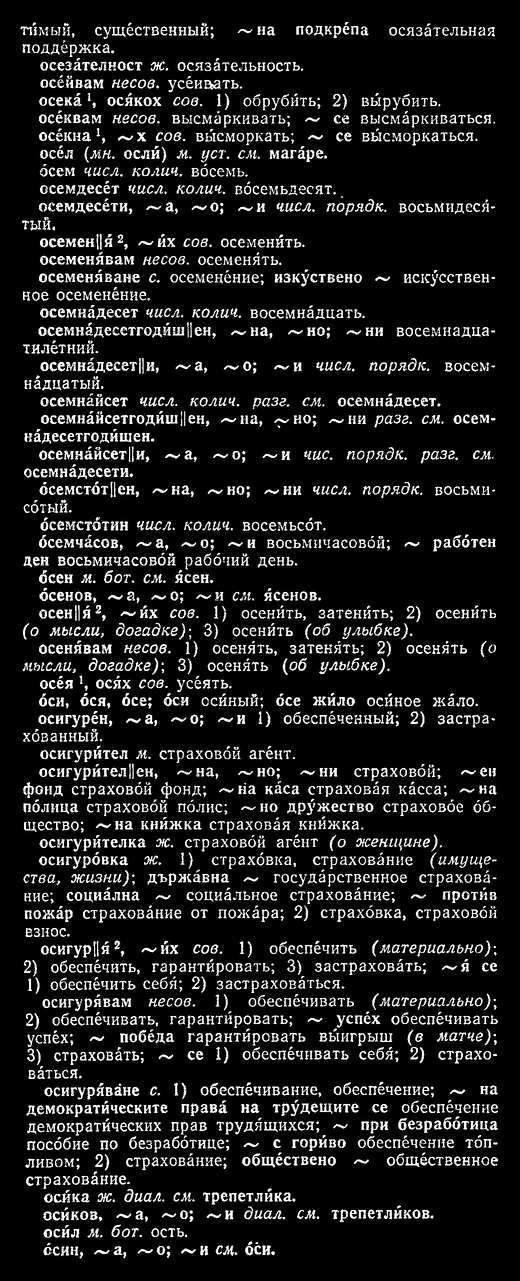 ти́мый, суще́ственный; ~на подкре́па осяза́тельная
подде́ржка.
осеза́телност ж. осяза́тельность.
осе́йвам несов. усе́ивать.
осека́¹, ося́кох сов. 1) обруби́ть; 2) вы́рубить.
осе́квам несов. высма́ркивать; ~ се высма́ркиваться.
осе́кна¹, ~х сов. вы́сморкать; ~ се вы́сморкаться.
осе́л (мн. осли́) м. уст. см. мага́ре.
о́сем числ. колич. во́семь.
осемдесе́т числ. колич. во́семьдесят.
осемдесе́ти, ~а, ~о; ~и числ. порядк. восьмидеся́-
тый.
осемен||я́², ~и́х сов. осемени́ть.
осеменя́вам несов. осеменя́ть.
осеменя́ване с. осемене́ние; изку́ствено ~ иску́сствен-
ное осемене́ние.
осемна́десет числ. колич. восемна́дцать.
осемна́десетгоди́ш||ен, ~на, ~но; ~ни восемнадца-
тиле́тний.
осемна́десет||и, ~а, ~о; ~и числ. порядк. восем-
на́дцатый.
осемна́йсет числ. колич. разг. см. осемна́десет.
осемна́йсетгоди́ш||ен, ~на, ~но; ~ни разг. см. осем-
на́десетгоди́шен.
осемна́йсет||и, ~а, ~о; ~и чис. порядк. разг. см.
осемна́десети.
о́семсто́т||ен, ~на, ~но; ~ни числ. порядк. восьми-
со́тый.
о́семсто́тин числ. колич. восемьсо́т.
о́семча́сов, ~а, ~о; ~и восьмичасово́й; ~ рабо́тен
ден восьмичасово́й рабо́чий день.
о́сен м. бот. см. я́сен.
о́сенов, ~а, ~о; ~и см. я́сенов.
осен||я́², ~и́х сов. 1) осени́ть, затени́ть; 2) осени́ть
(о мысли, догадке); 3) осени́ть (об улыбке).
осеня́вам несов. 1) осеня́ть, затеня́ть; 2) осеня́ть (о
мысли, догадке); 3) осеня́ть (об улыбке).
осе́я¹, ося́х сов. усе́ять.
о́си, о́ся, о́се; о́си оси́ный; о́се жи́ло оси́ное жа́ло.
осигуре́н, ~а, ~о; ~и 1) обеспе́ченный; 2) застра-
хо́ванный.
осигури́тел м. страхово́й аге́нт.
осигури́тел||ен, ~на, ~но; ~ни страхово́й; ~ен
фонд страхово́й фонд; ~на ка́са страхова́я ка́сса; ~на
по́лица страхово́й по́лис; ~но дру́жество страхово́е о́б-
щество; ~на кни́жка страхова́я кни́жка.
осигури́телка ж. страхово́й аге́нт (о женщине).
осигуро́вка ж. 1) страхо́вка, страхова́ние (имуще-
ства, жизни); държа́вна ~ госуда́рственное страхова́-
ние; социа́лна ~ социа́льное страхова́ние; ~ про́тив
пожа́р страхова́ние от пожа́ра; 2) страхо́вка, страхово́й
взнос.
осигур||я́², ~и́х сов. 1) обеспе́чить (материально);
2) обеспе́чить, гаранти́ровать; 3) застрахова́ть; ~я́ се
1) обеспе́чить себя́; 2) застрахова́ться.
осигуря́вам несов. 1) обеспе́чивать (материально);
2) обеспе́чивать, гаранти́ровать; ~ успе́х обеспе́чивать
успе́х; ~ побе́да гаранти́ровать вы́игрыш (в матче);
3) страхова́ть; ~ се 1) обеспе́чивать себя́; 2) страхо-
ва́ться.
осигуря́ване с. 1) обеспе́чивание, обеспе́чение; ~ на
демократи́ческите права́ на тру́дещите се обеспе́чение
демократи́ческих прав трудя́щихся; ~ при безрабо́тица
посо́бие по безрабо́тице; ~ с гори́во обеспе́чение то́п-
ливом; 2) страхова́ние; обще́ствено ~ обще́ственное
страхова́ние.
оси́ка ж. диал. см. трепетли́ка.
оси́ков, ~а, ~о; ~и диал. см. трепетли́ков.
оси́л м. бот. ость.
о́син, ~а, ~о; ~и см. о́си.